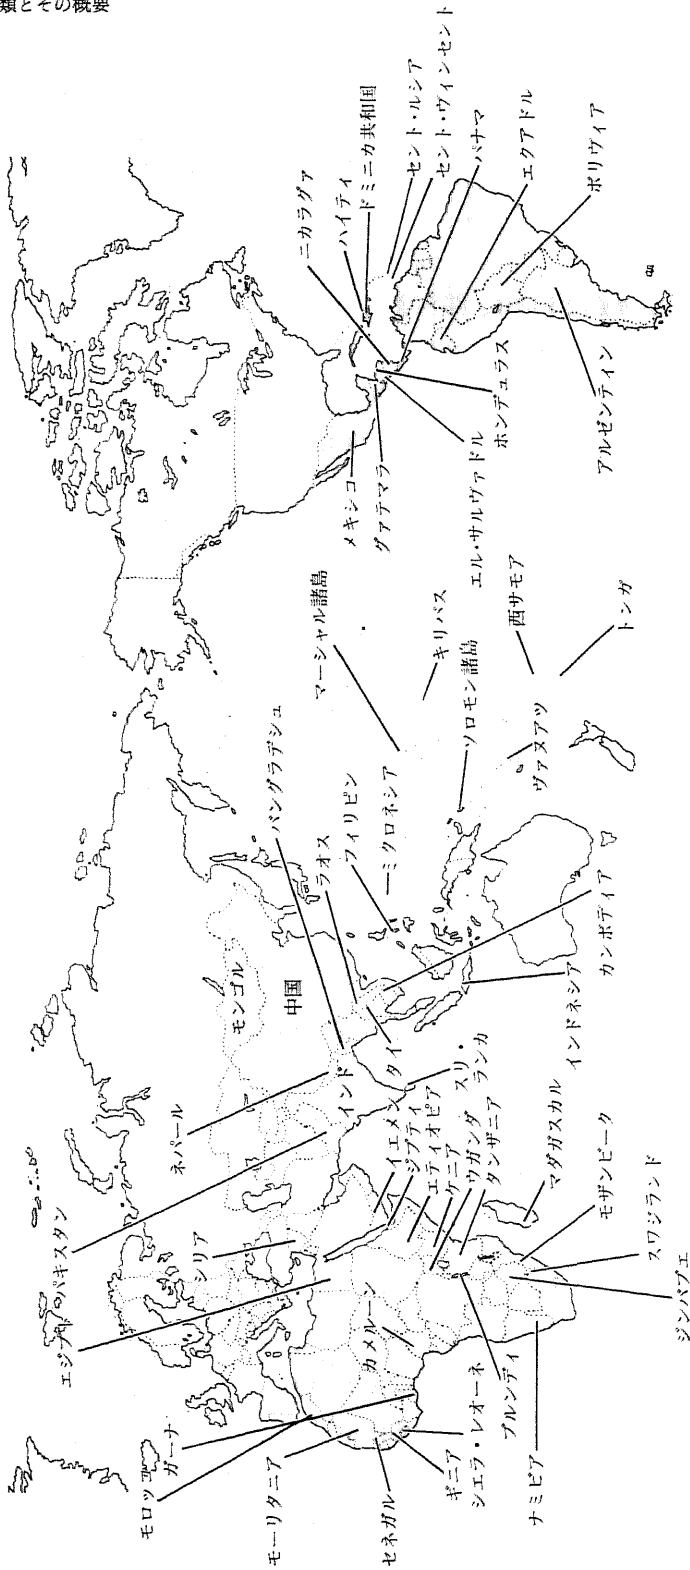 類とその概要
エジプト
パキスタン
ネパール
シリア
モンゴル
中国
バングラデシュ
ラオス
フィリピン
ミクロネシア
マーシャル諸島
キリバス
ソロモン諸島
西サモア
トンガ
ヴァヌアツ
カンボディア
インドネシア
タイ
インド
スリ・
ランカ
イエメン
ジブティ
エティオピア
ケニア
ウガンダ
タンザニア
マダガスカル
モザンビーク
スワジランド
ジンバブエ
カメルーン
モロッコ
ガーナ
モーリタニア
セネガル
ギニア
シエラ・レオーネ
ブルンディ
ナミビア
ニカラグァ
ハイティ
ドミニカ共和国
セント・ルシア
セント・ヴィンセント
パナマ
エクアドル
ボリヴィア
メキシコ
グァテマラ
エル・サルヴァドル
ホンデュラス
アルゼンティン